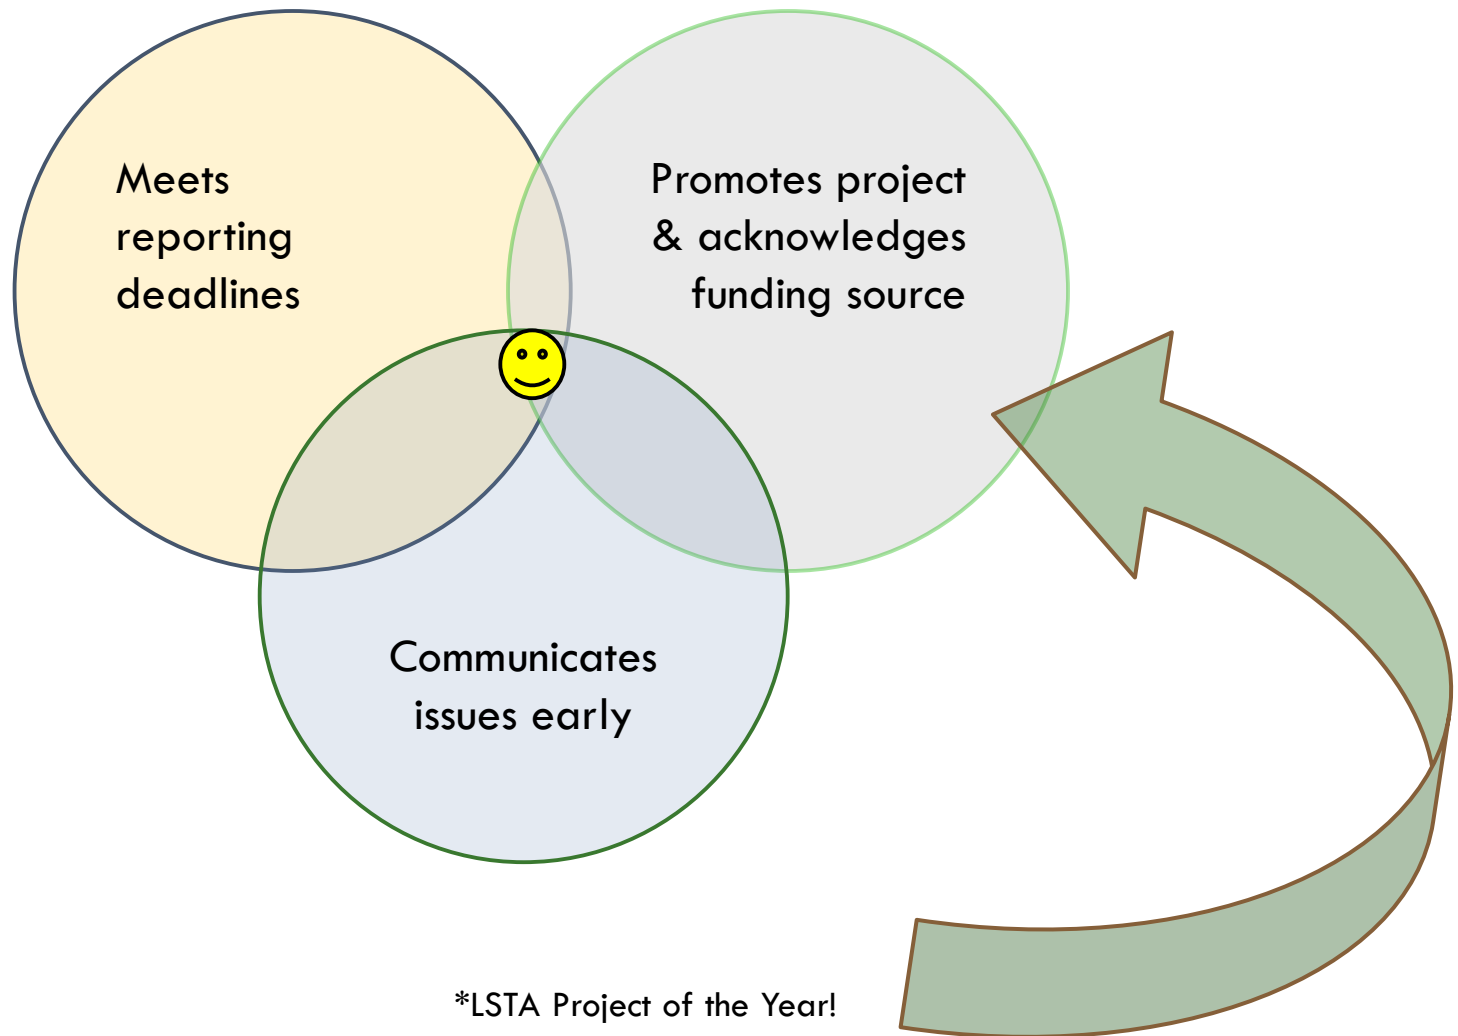 Meets
reporting
deadlines
Promotes project
& acknowledges
funding source
Communicates
issues early
*LSTA Project of the Year!